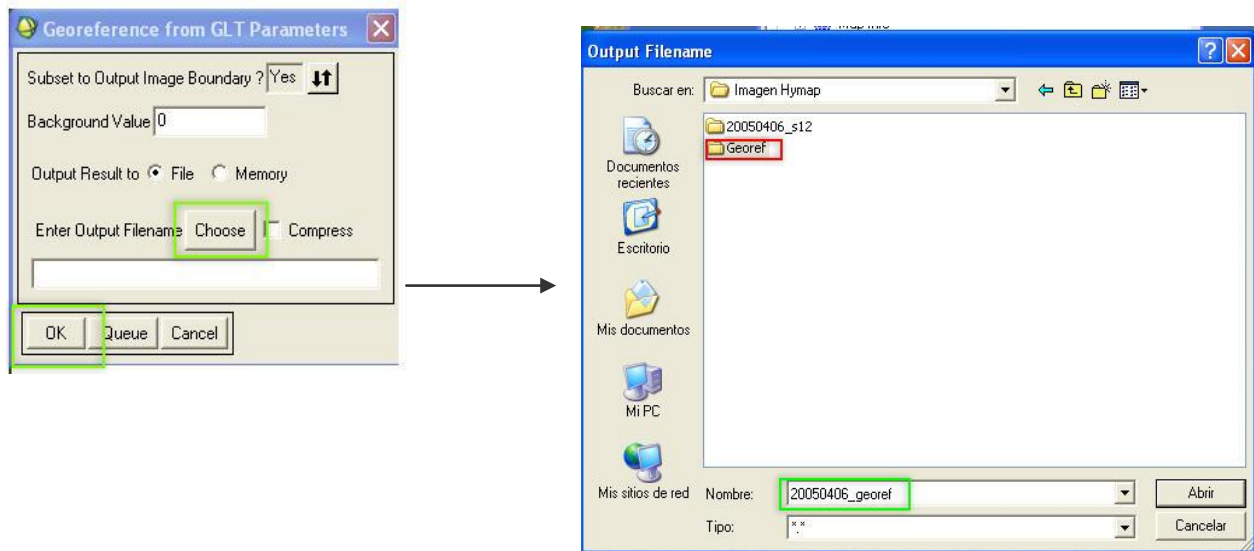 Georeference from GLT Parameters
Subset to Output Image Boundary ? Yes
Background Value 0
Output Result to File Memory
Enter Output Filename Choose Compress
OK Queue Cancel
Map Info
Output Filename
Buscar en: Imagen Hymap
20050406_s12
Georef
Documentos
recientes
Escritorio
Mis documentos
Mi PC
Mis sitios de red
Nombre: 20050406_georef Abrir
Tipo: *.* Cancelar